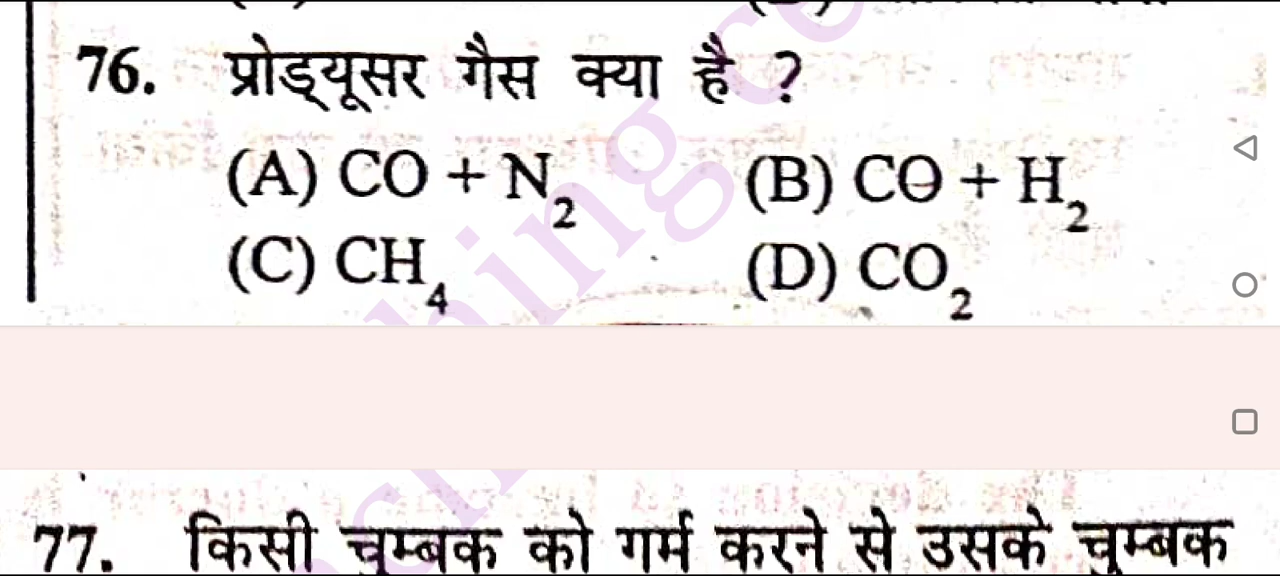 76. प्रोड्यूसर गैस क्या है ?
(A) CO + N₂ (B) CO + H₂
(C) CH₄ (D) CO₂
77. किसी चुम्बक को गर्म करने से उसके चुम्बक